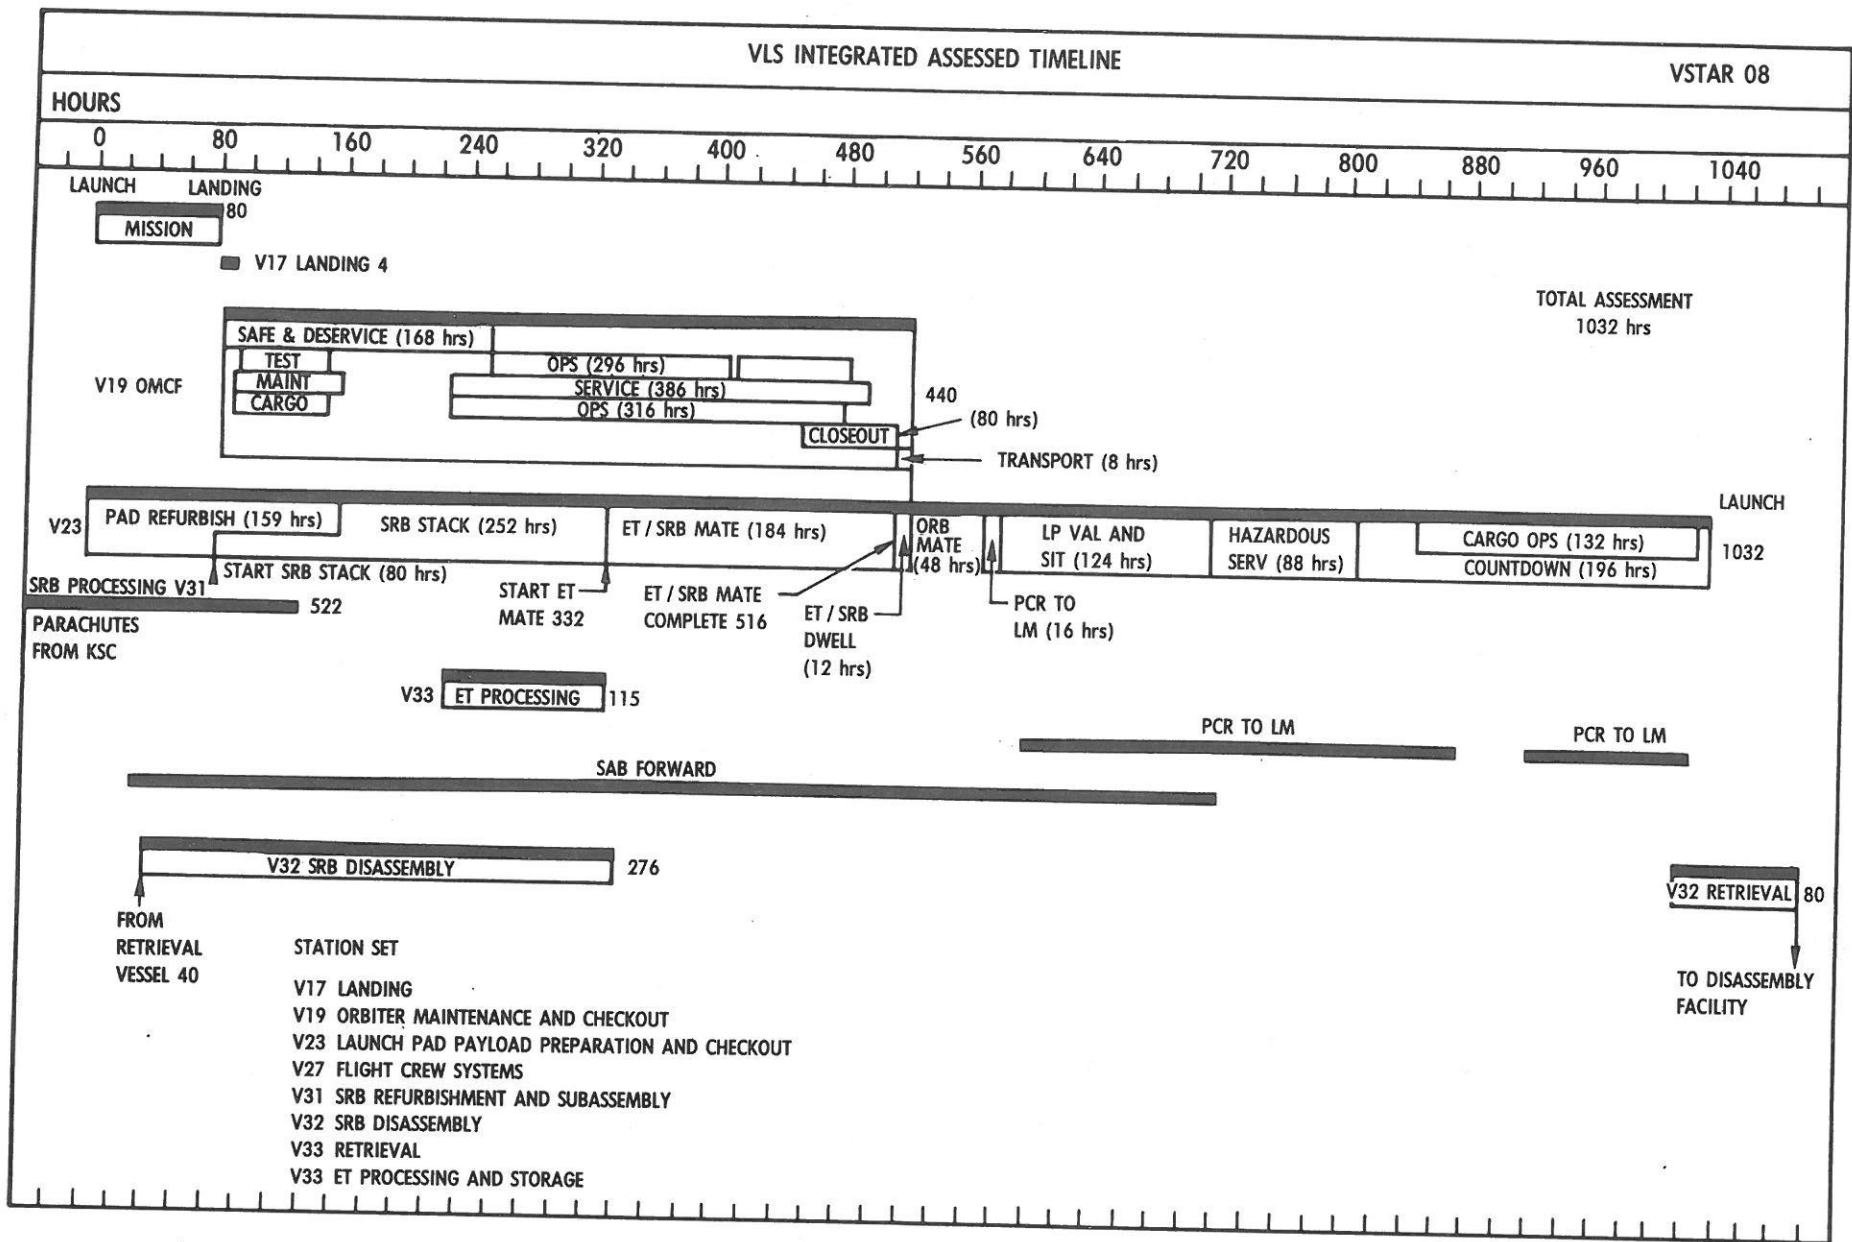 VLS INTEGRATED ASSESSED TIMELINE
VSTAR 08
HOURS
0 80 160 240 320 400 480 560 640 720 800 880 960 1040
LAUNCH LANDING
80
MISSION
V17 LANDING 4
TOTAL ASSESSMENT
1032 hrs
SAFE & DESERVICE (168 hrs)
TEST
OPS (296 hrs)
V19 OMCF
MAINT
SERVICE (386 hrs)
CARGO
OPS (316 hrs)
440
(80 hrs)
CLOSEOUT
TRANSPORT (8 hrs)
LAUNCH
V23
PAD REFURBISH (159 hrs)
SRB STACK (252 hrs)
ET / SRB MATE (184 hrs)
ORB
MATE
(48 hrs)
LP VAL AND
SIT (124 hrs)
HAZARDOUS
SERV (88 hrs)
CARGO OPS (132 hrs)
COUNTDOWN (196 hrs)
1032
START SRB STACK (80 hrs)
SRB PROCESSING V31
522
PARACHUTES
FROM KSC
START ET
MATE 332
ET / SRB MATE
COMPLETE 516
ET / SRB
DWELL
(12 hrs)
PCR TO
LM (16 hrs)
V33 ET PROCESSING 115
PCR TO LM
PCR TO LM
SAB FORWARD
V32 SRB DISASSEMBLY
276
V32 RETRIEVAL 80
FROM
RETRIEVAL
VESSEL 40
TO DISASSEMBLY
FACILITY
STATION SET
V17 LANDING
V19 ORBITER MAINTENANCE AND CHECKOUT
V23 LAUNCH PAD PAYLOAD PREPARATION AND CHECKOUT
V27 FLIGHT CREW SYSTEMS
V31 SRB REFURBISHMENT AND SUBASSEMBLY
V32 SRB DISASSEMBLY
V33 RETRIEVAL
V33 ET PROCESSING AND STORAGE